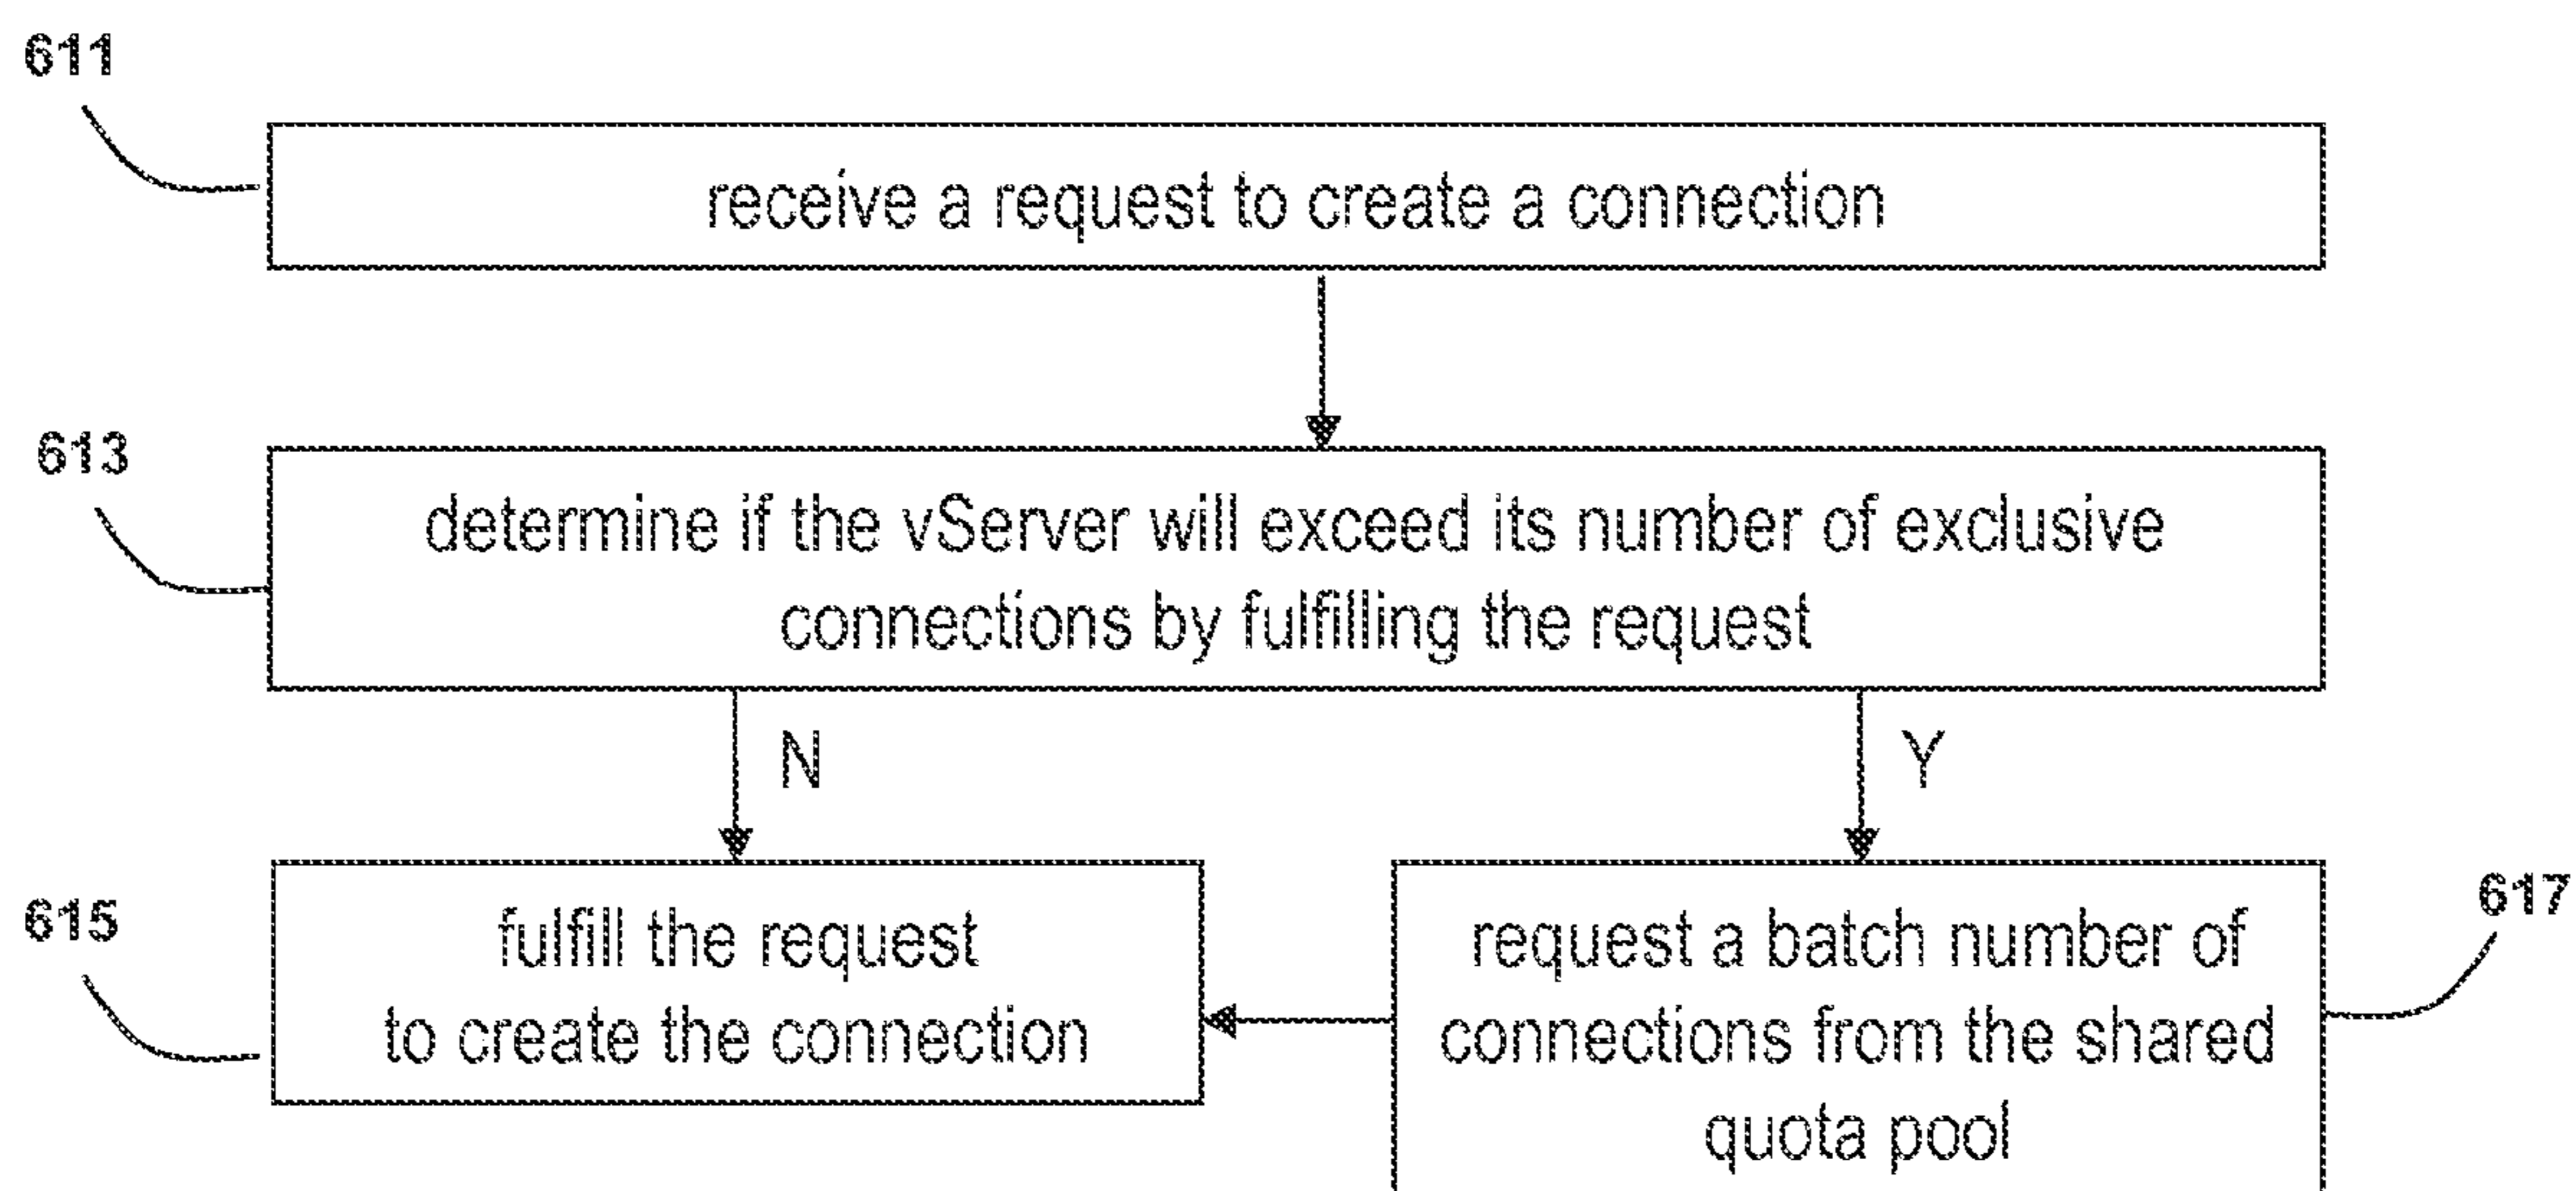 611
receive a request to create a connection
613
determine if the vServer will exceed its number of exclusive
connections by fulfilling the request
N
Y
615
fulfill the request
to create the connection
request a batch number of
connections from the shared
quota pool
617